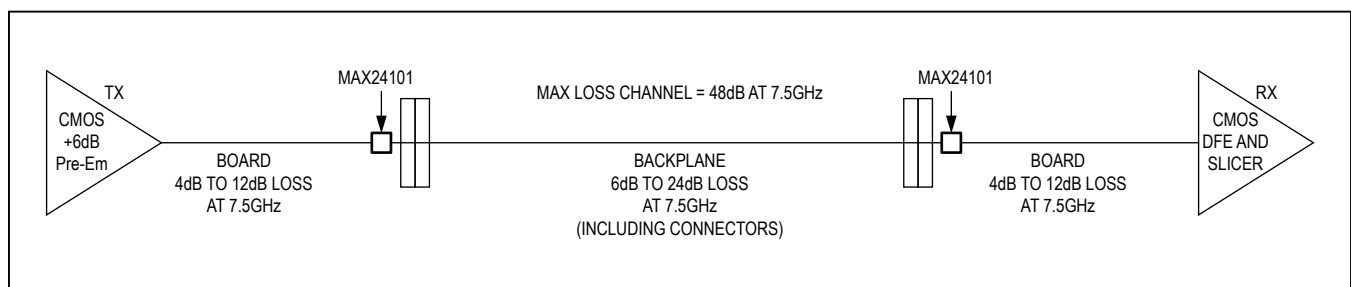 TX
CMOS
+6dB
Pre-Em
BOARD
4dB TO 12dB LOSS
AT 7.5GHz
MAX24101
MAX LOSS CHANNEL = 48dB AT 7.5GHz
BACKPLANE
6dB TO 24dB LOSS
AT 7.5GHz
(INCLUDING CONNECTORS)
MAX24101
BOARD
4dB TO 12dB LOSS
AT 7.5GHz
RX
CMOS
DFE AND
SLICER